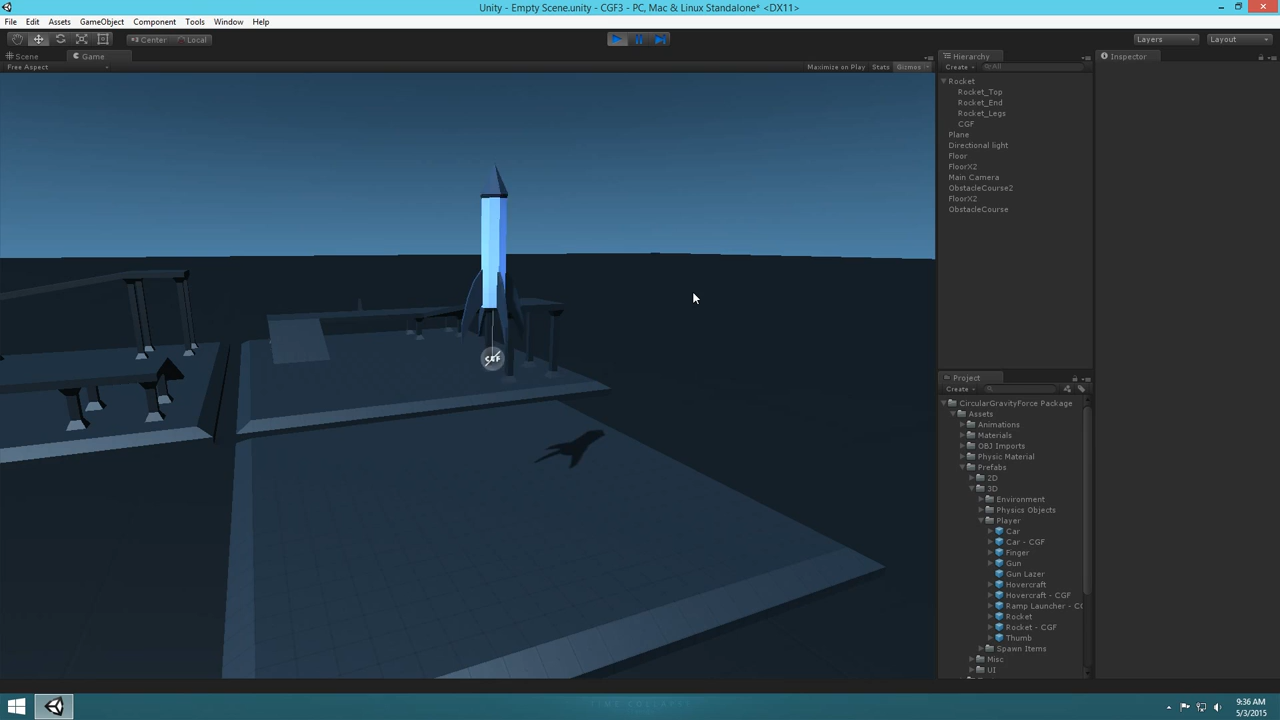 Unity - Empty Scene.unity - CGF3 - PC, Mac & Linux Standalone* <DX11>
File Edit Assets GameObject Component Tools Window Help
Center Local
Layers Layout
Scene Game
Free Aspect
Maximize on Play Stats Gizmos
Hierarchy
Create All
Rocket
Rocket_Top
Rocket_End
Rocket_Legs
CGF
Plane
Directional light
Floor
FloorX2
Main Camera
ObstacleCourse2
FloorX2
ObstacleCourse
Inspector
CGF
Project
Create
CircularGravityForce Package
Assets
Animations
Materials
OBJ Imports
Physic Material
Prefabs
2D
3D
Environment
Physics Objects
Player
Car
Car - CGF
Finger
Gun
Gun Lazer
Hovercraft
Hovercraft - CGF
Ramp Launcher - CG
Rocket
Rocket - CGF
Thumb
Spawn Items
Misc
UI
9:36 AM
5/3/2015